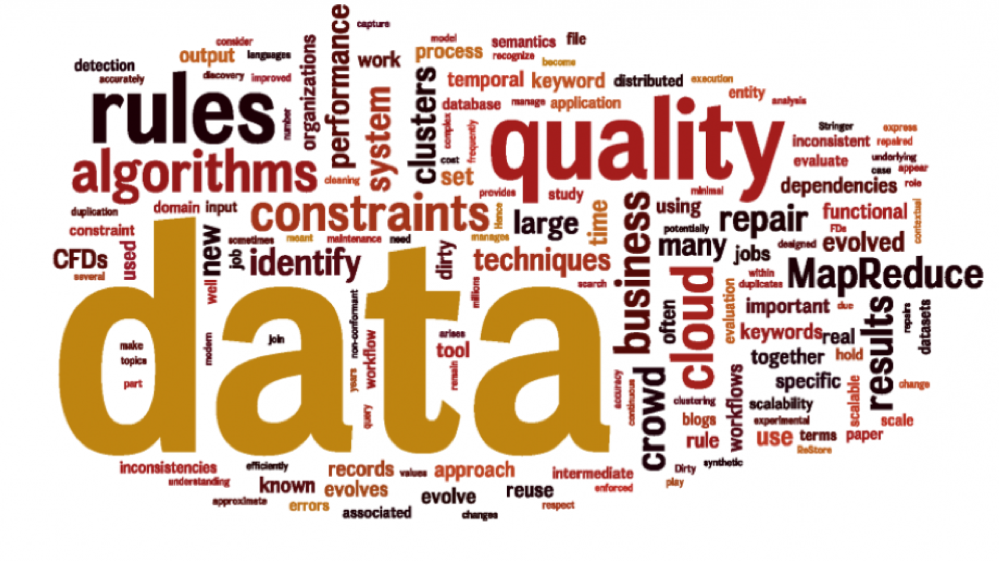 performance
capture
consider
model
semantics
file
output
languages
organizations
work
process
recognize
become
detection
accurately
discovery
improved
clusters
temporal
keyword
distributed
execution
rules
system
entity
database
manage
application
analysis
number
complex
frequently
quality
Stringer
express
inconsistent
repaired
algorithms
cost
evaluate
underlying
case
appear
cleaning
set
dependencies
role
provides
study
minimal
duplication
domain
input
constraints
Hence
large
time
business
using
repair
functional
contextual
constraint
potentially
FDs
new
sometimes
meant
maintenance
need
manages
many
jobs
designed
evolved
CFDs
used
job
identify
dirty
techniques
several
cloud
within
MapReduce
well
data
non-conformant
millions
search
evaluation
duplicates
often
important
due
results
repairs
datasets
make
modern
join
workflow
arises
keywords
real
topics
tool
together
hold
part
years
remain
crowd
workflows
specific
scalable
change
query
accuracy
continuous
clustering
scalability
blogs
experimental
scale
rule
use
terms
paper
ReStore
inconsistencies
efficiently
records
values
approach
intermediate
Dirty
synthetic
understanding
known
evolves
reuse
enforced
play
approximate
errors
evolve
respect
associated
changes